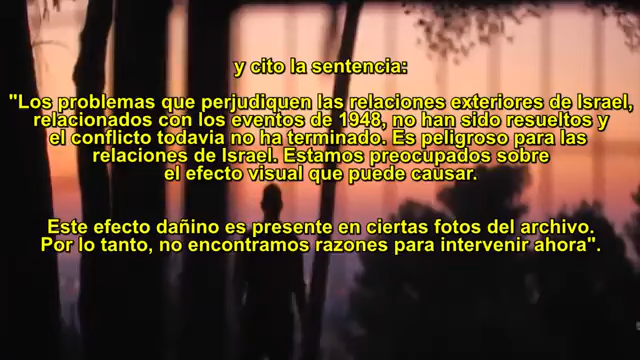 y cito la sentencia:
"Los problemas que perjudiquen las relaciones exteriores de Israel,
relacionados con los eventos de 1948, no han sido resueltos y
el conflicto todavia no ha terminado. Es peligroso para las
relaciones de Israel. Estamos preocupados sobre
el efecto visual que puede causar.
Este efecto dañino es presente en ciertas fotos del archivo.
Por lo tanto, no encontramos razones para intervenir ahora".